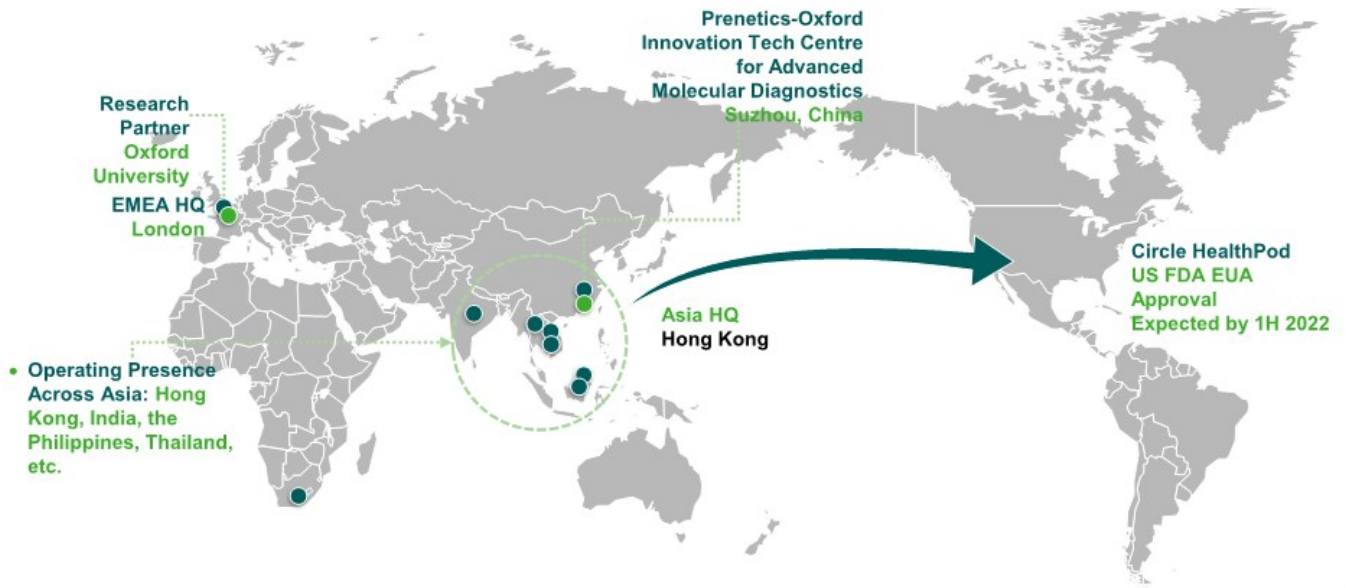 Prenetics-Oxford
Innovation Tech Centre
for Advanced
Molecular Diagnostics
Suzhou, China
Research
Partner
Oxford
University
EMEA HQ
London
Circle HealthPod
US FDA EUA
Approval
Expected by 1H 2022
Asia HQ
Hong Kong
• Operating Presence
Across Asia: Hong
Kong, India, the
Philippines, Thailand,
etc.